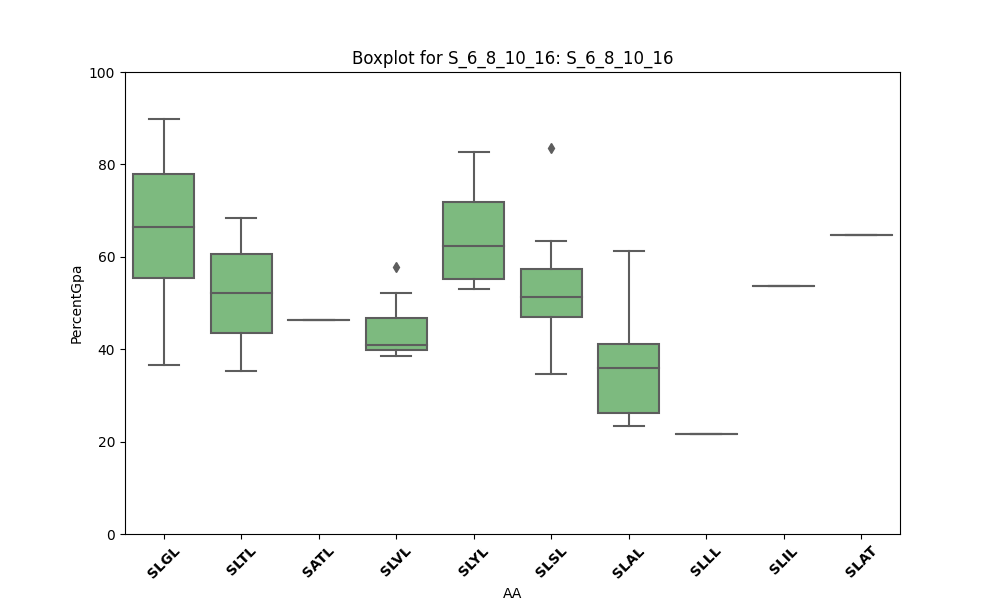 Boxplot for S_6_8_10_16: S_6_8_10_16
100
80
60
40
20
0
PercentGpa
SLGL
SLTL
SATL
SLVL
SLYL
SLSL
SLAL
SLLL
SLIL
SLAT
AA